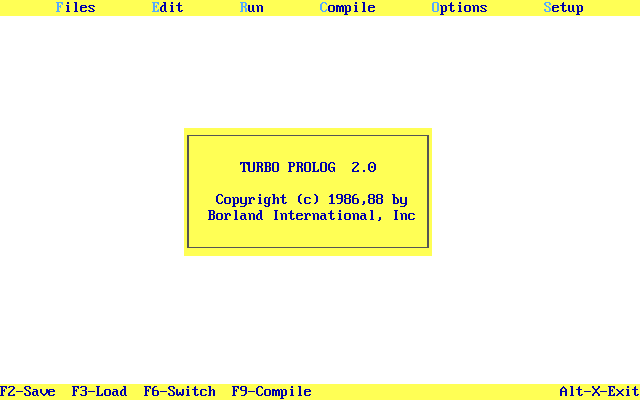 Files Edit Run Compile Options Setup
TURBO PROLOG 2.0
Copyright (c) 1986,88 by
Borland International, Inc
F2-Save F3-Load F6-Switch F9-Compile Alt-X-Exit